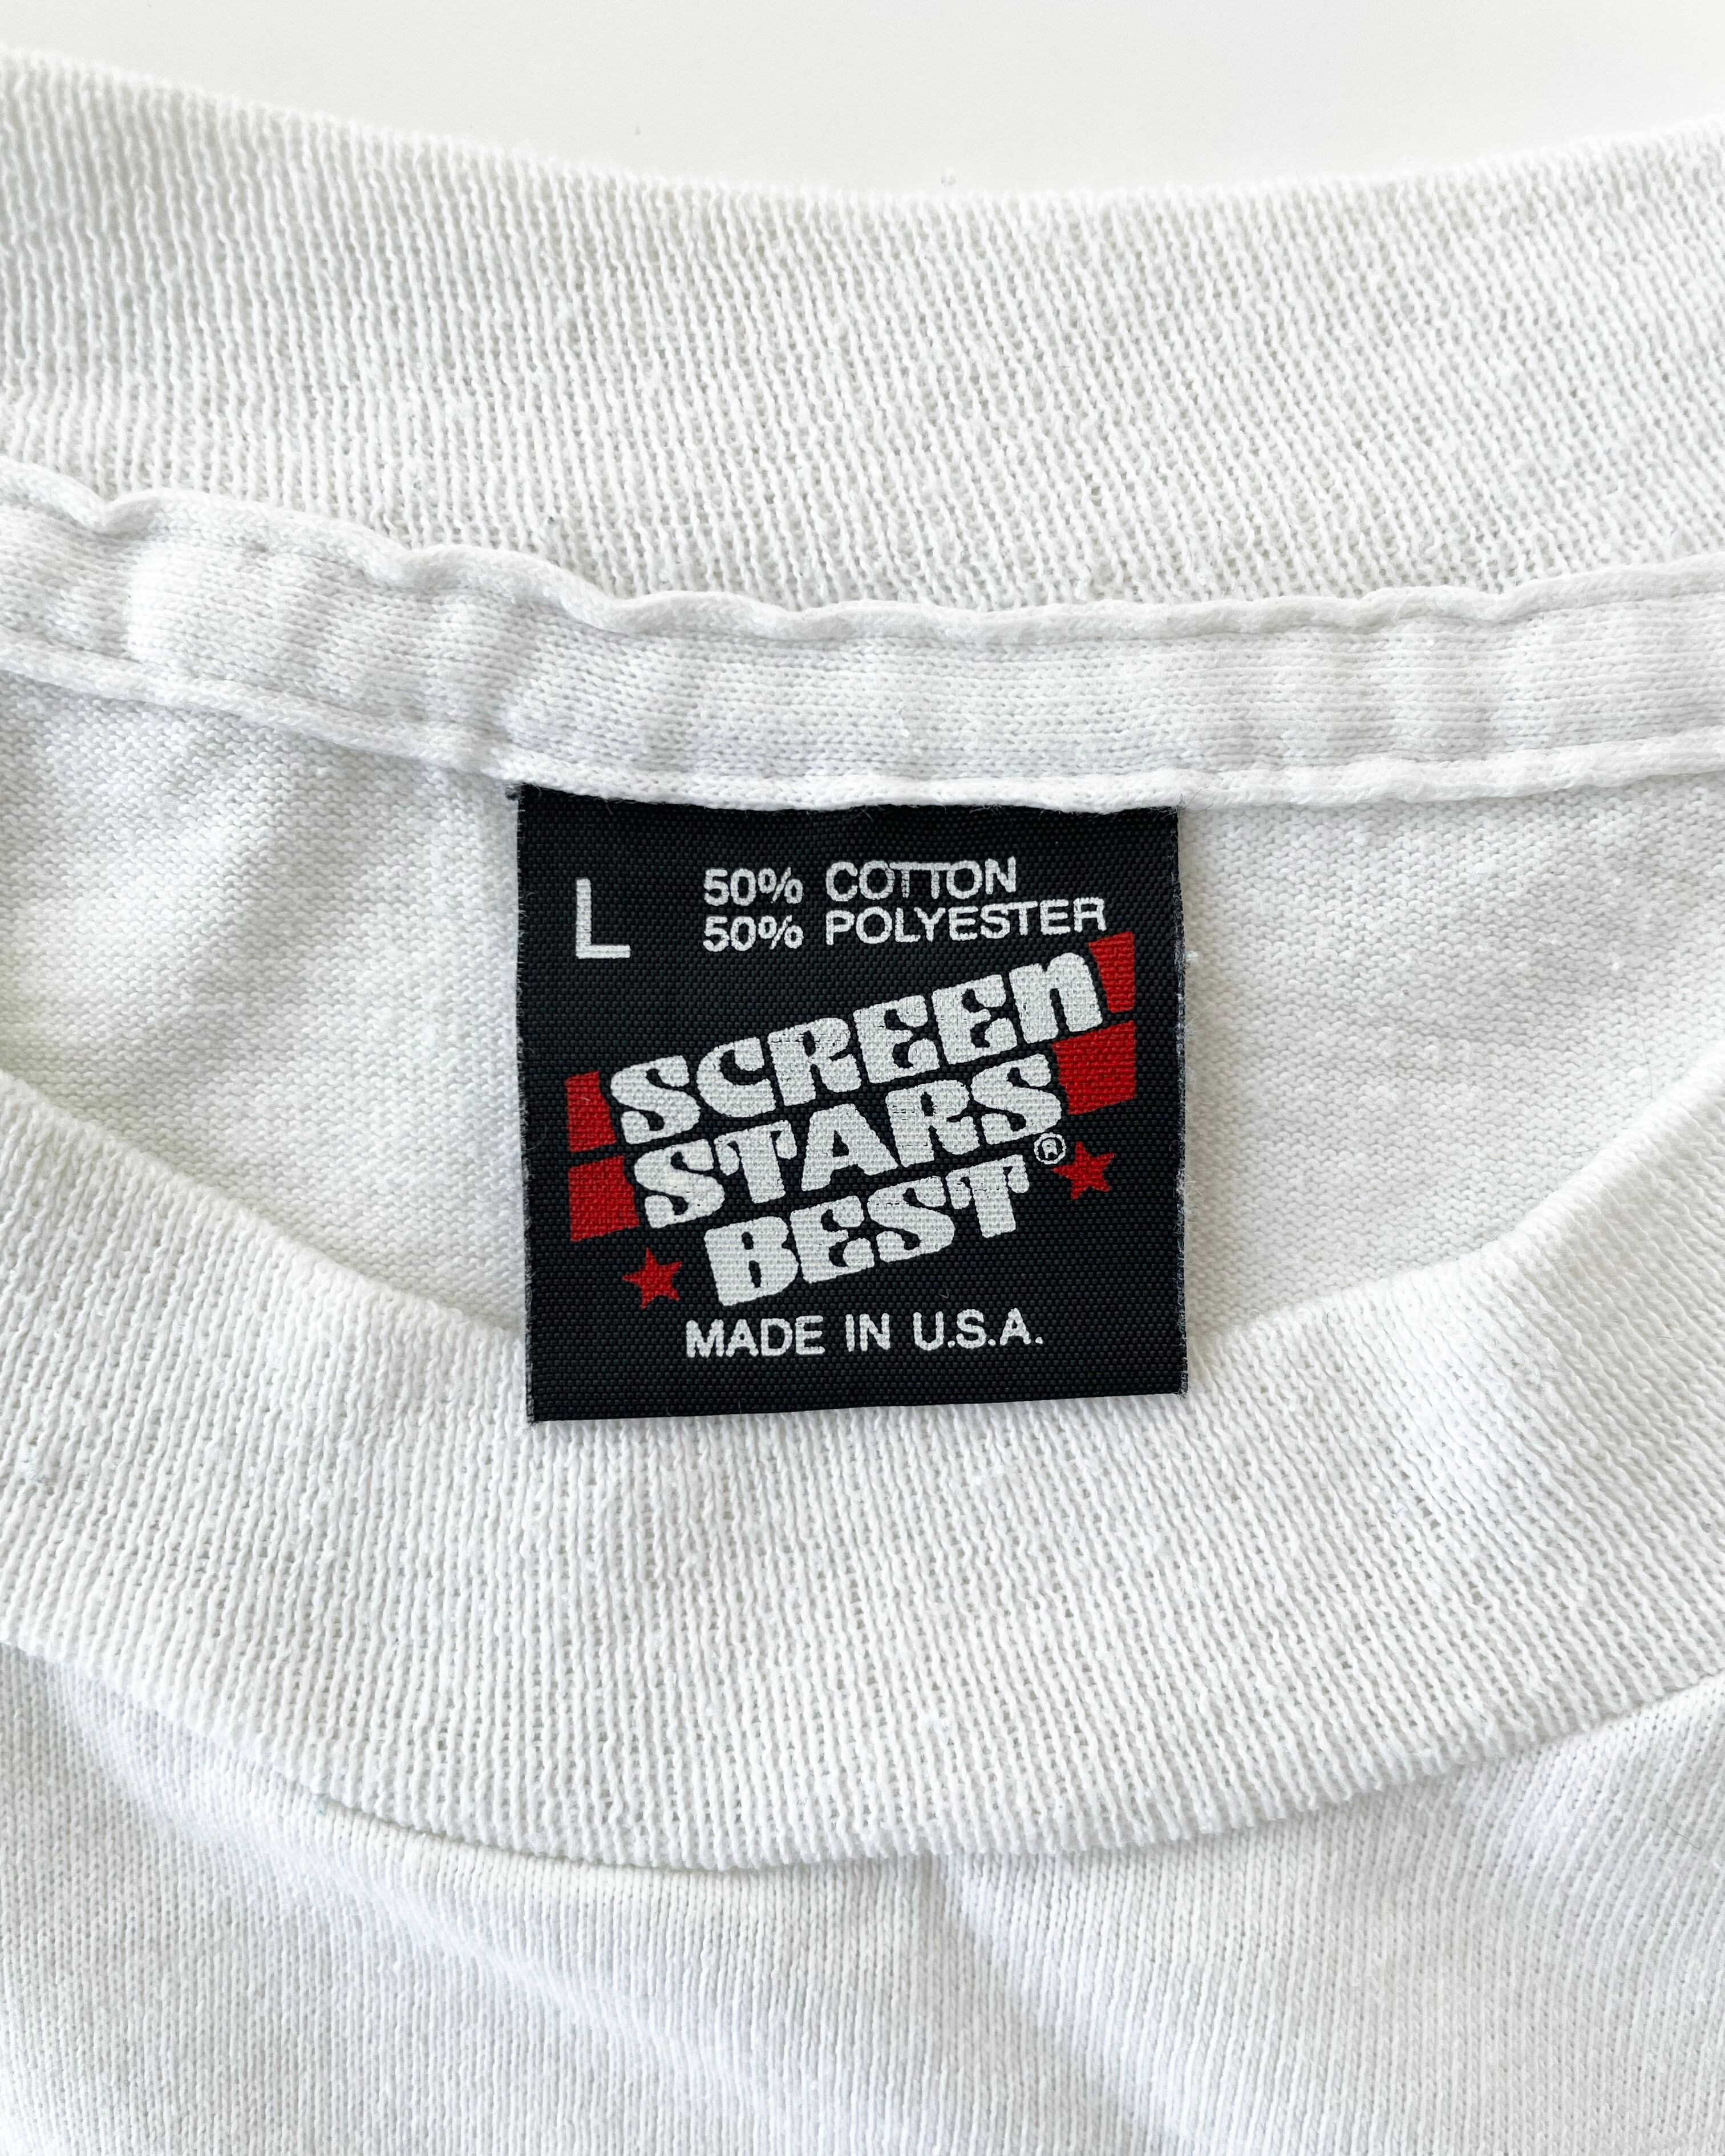 L
50% COTTON
50% POLYESTER
SCREEN
STARS
BEST®
MADE IN U.S.A.